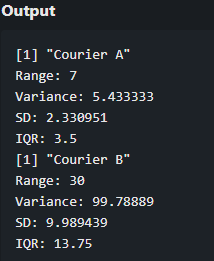 Output
[1] "Courier A"
Range: 7
Variance: 5.433333
SD: 2.330951
IQR: 3.5
[1] "Courier B"
Range: 30
Variance: 99.78889
SD: 9.989439
IQR: 13.75